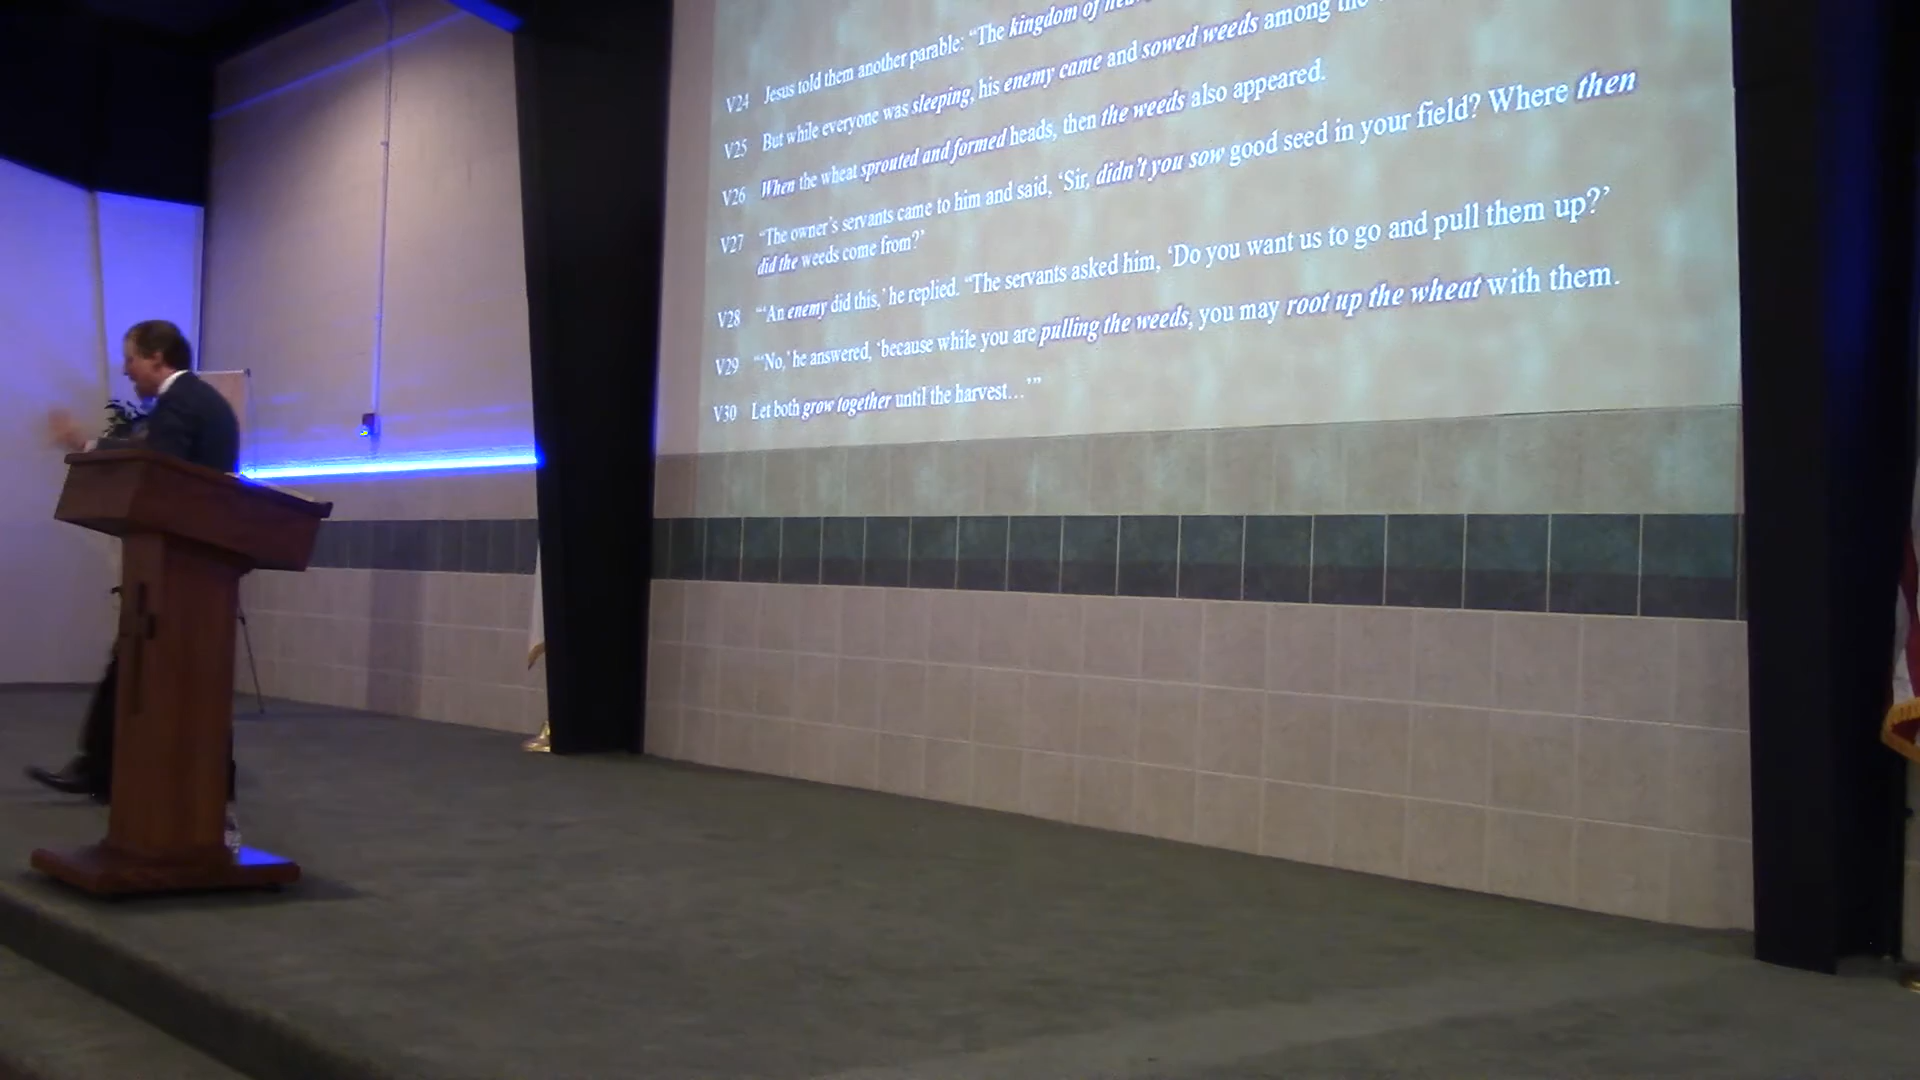 V24 Jesus told them another parable: “The kingdom of
V25 But while everyone was sleeping, his enemy came and sowed weeds among the
V26 When the wheat sprouted and formed heads, then the weeds also appeared.
V27 “The owner’s servants came to him and said, ‘Sir, didn’t you sow good seed in your field? Where then
did the weeds come from?’
V28 “‘An enemy did this,’ he replied. “The servants asked him, ‘Do you want us to go and pull them up?’
V29 “‘No,’ he answered, ‘because while you are pulling the weeds, you may root up the wheat with them.
V30 Let both grow together until the harvest…’”